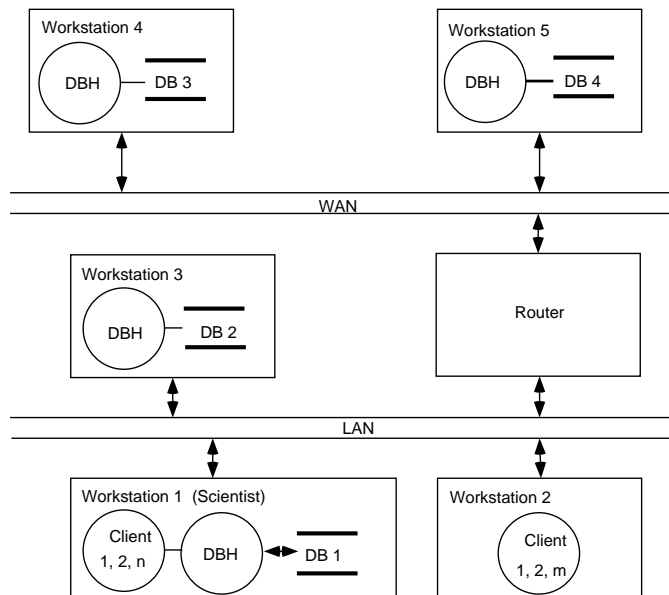 Workstation 4
DBH
DB 3
Workstation 5
DBH
DB 4
WAN
Workstation 3
DBH
DB 2
Router
LAN
Workstation 1 (Scientist)
Client
1, 2, n
DBH
DB 1
Workstation 2
Client
1, 2, m